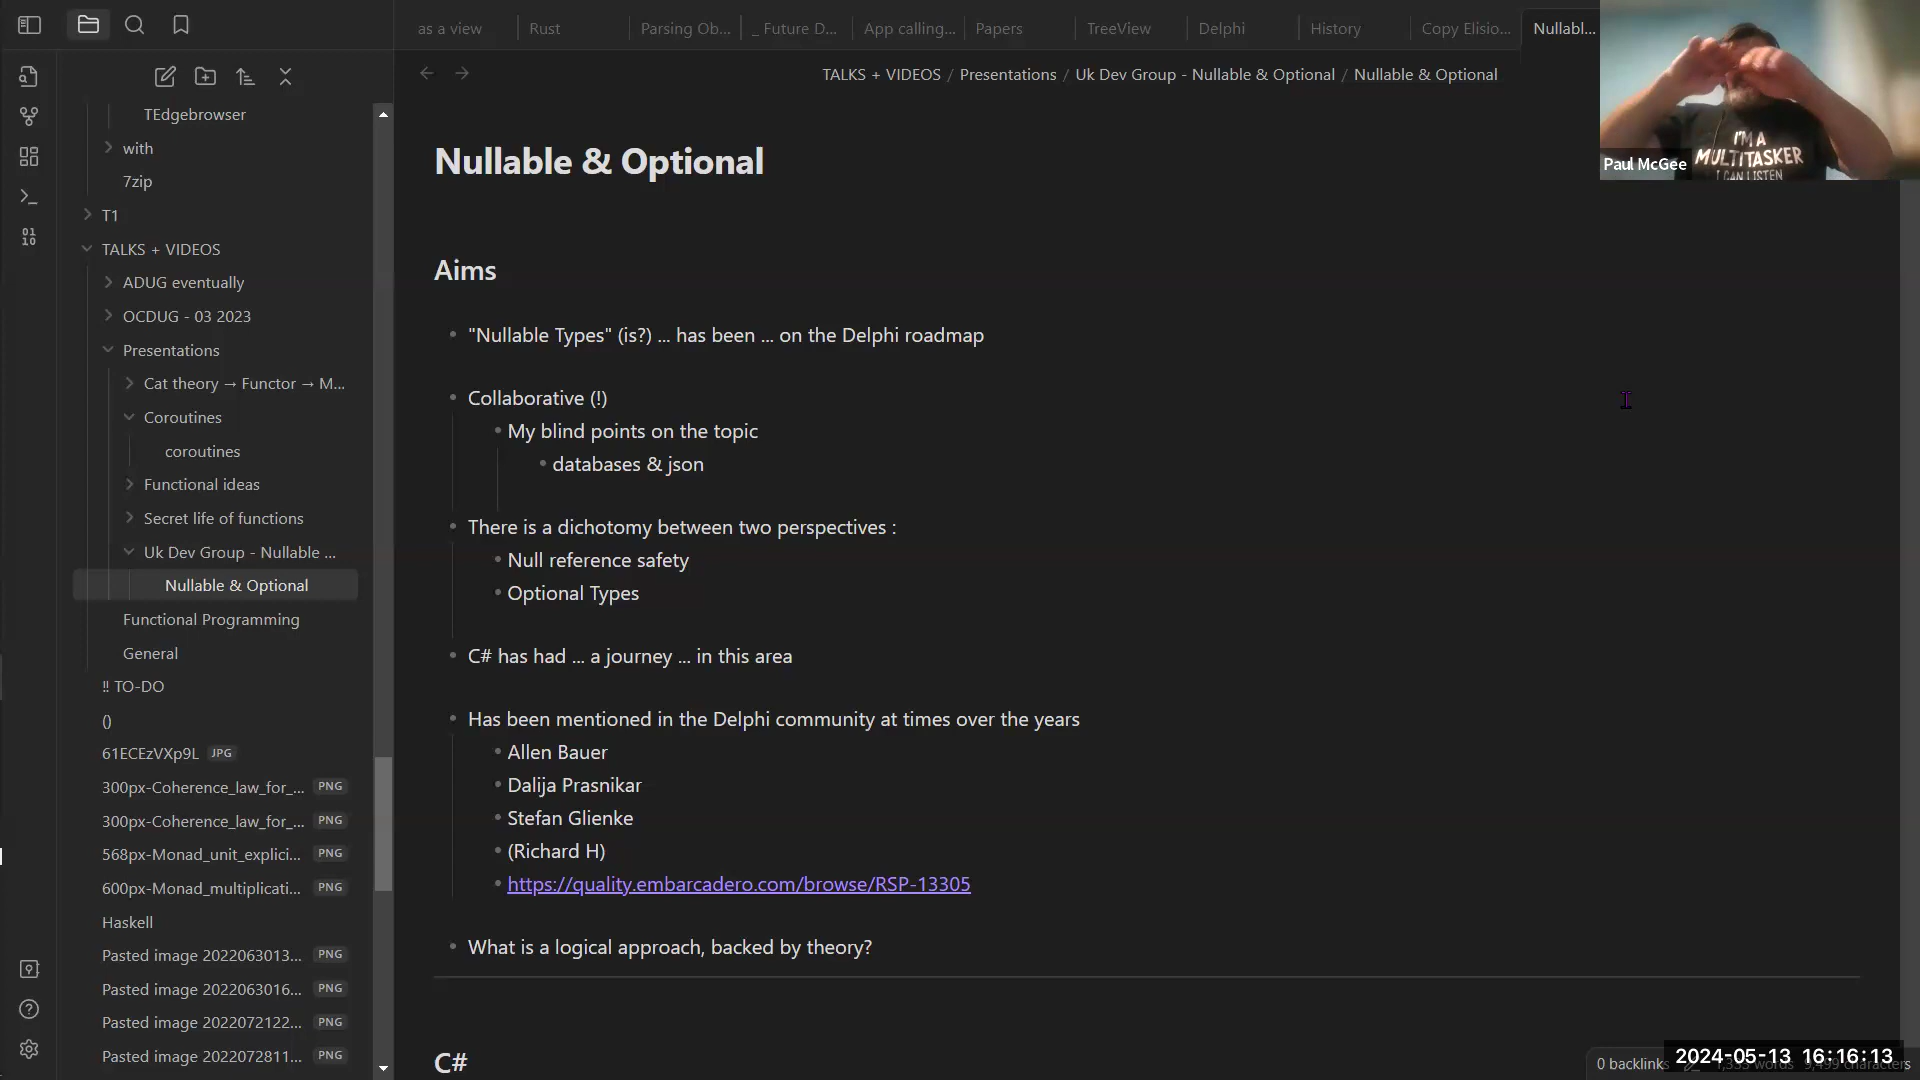 as a view
Rust
Parsing Ob...
_ Future D...
App calling...
Papers
TreeView
Delphi
History
Copy Elisio...
Nullabl...
TALKS + VIDEOS / Presentations / Uk Dev Group - Nullable & Optional / Nullable & Optional
TEdgebrowser
with
7zip
T1
TALKS + VIDEOS
ADUG eventually
OCDUG - 03 2023
Presentations
Cat theory → Functor → M...
Coroutines
coroutines
Functional ideas
Secret life of functions
Uk Dev Group - Nullable ...
Nullable & Optional
Functional Programming
General
!! TO-DO
()
61ECEzVXp9L JPG
300px-Coherence_law_for_... PNG
300px-Coherence_law_for_... PNG
568px-Monad_unit_explici... PNG
600px-Monad_multiplicati... PNG
Haskell
Pasted image 2022063013... PNG
Pasted image 2022063016... PNG
Pasted image 2022072122... PNG
Pasted image 2022072811... PNG
Nullable & Optional
Aims
"Nullable Types" (is?) ... has been ... on the Delphi roadmap
Collaborative (!)
My blind points on the topic
databases & json
There is a dichotomy between two perspectives :
Null reference safety
Optional Types
C# has had ... a journey ... in this area
Has been mentioned in the Delphi community at times over the years
Allen Bauer
Dalija Prasnikar
Stefan Glienke
(Richard H)
https://quality.embarcadero.com/browse/RSP-13305
What is a logical approach, backed by theory?
C#
I'M A
MULTITASKER
I CAN LISTEN
Paul McGee
0 backlinks
2024-05-13 16:16:13